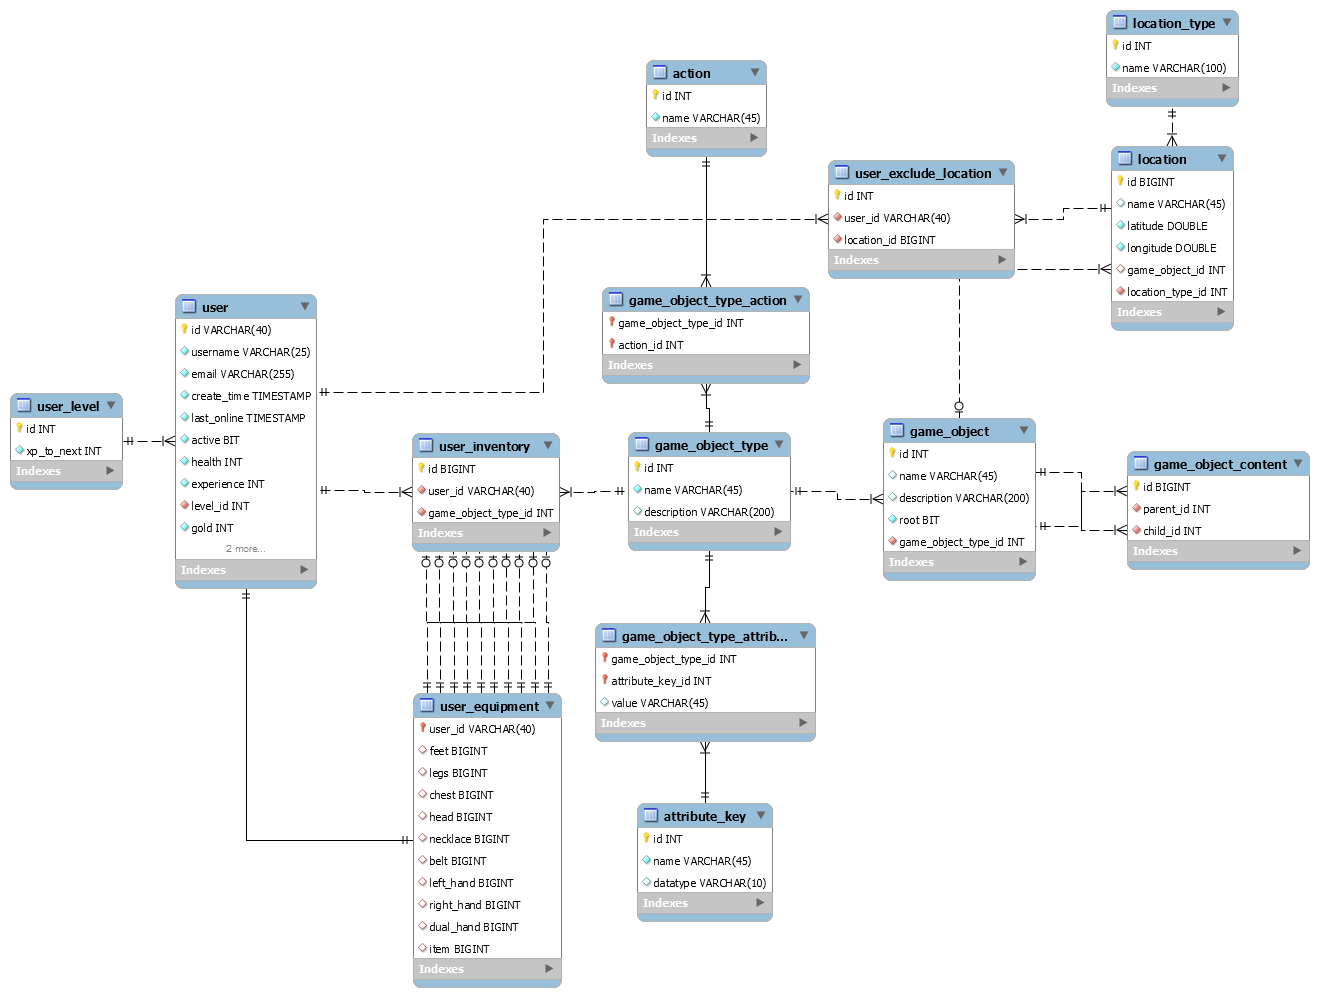 location_type
id INT
name VARCHAR(100)
Indexes
action
id INT
name VARCHAR(45)
Indexes
location
id BIGINT
name VARCHAR(45)
latitude DOUBLE
longitude DOUBLE
game_object_id INT
location_type_id INT
Indexes
user_exclude_location
id INT
user_id VARCHAR(40)
location_id BIGINT
Indexes
game_object_type_action
game_object_type_id INT
action_id INT
Indexes
user
id VARCHAR(40)
username VARCHAR(25)
email VARCHAR(255)
create_time TIMESTAMP
last_online TIMESTAMP
active BIT
health INT
experience INT
level_id INT
gold INT
2 more...
Indexes
user_level
id INT
xp_to_next INT
Indexes
user_inventory
id BIGINT
user_id VARCHAR(40)
game_object_type_id INT
Indexes
game_object_type
id INT
name VARCHAR(45)
description VARCHAR(200)
Indexes
game_object
id INT
name VARCHAR(45)
description VARCHAR(200)
root BIT
game_object_type_id INT
Indexes
game_object_content
id BIGINT
parent_id INT
child_id INT
Indexes
game_object_type_attrib...
game_object_type_id INT
attribute_key_id INT
value VARCHAR(45)
Indexes
user_equipment
user_id VARCHAR(40)
feet BIGINT
legs BIGINT
chest BIGINT
head BIGINT
necklace BIGINT
belt BIGINT
left_hand BIGINT
right_hand BIGINT
dual_hand BIGINT
item BIGINT
Indexes
attribute_key
id INT
name VARCHAR(45)
datatype VARCHAR(10)
Indexes